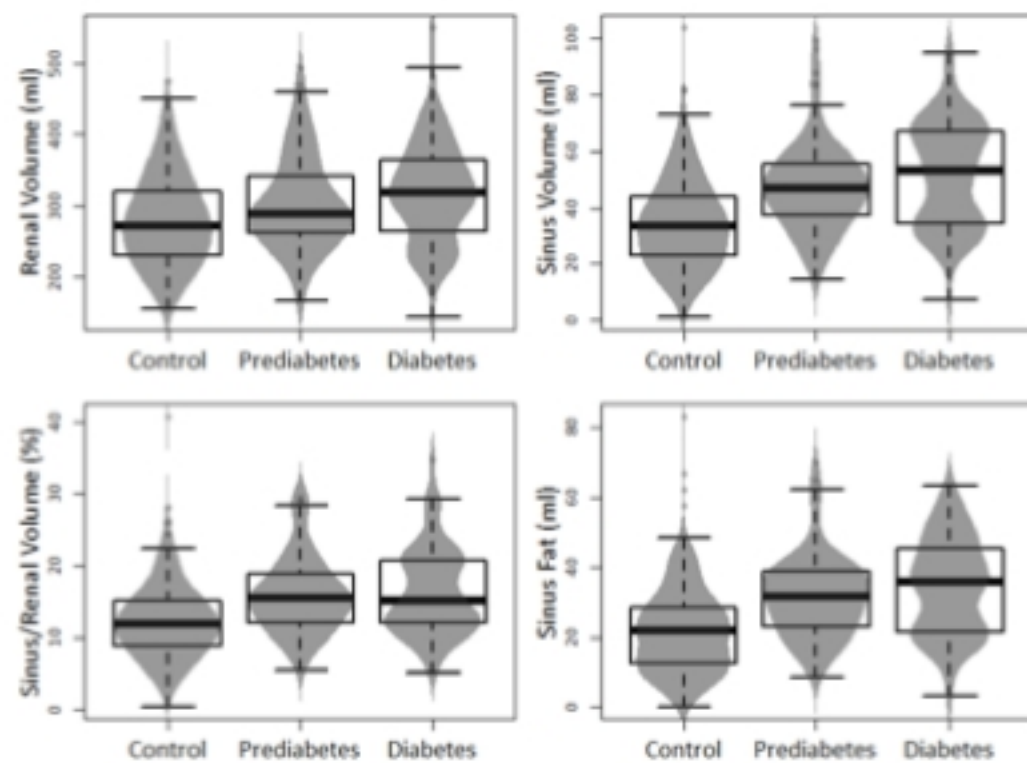 Renal Volume (ml)
500
400
300
200
Control Prediabetes Diabetes
Sinus Volume (ml)
100
80
60
40
20
0
Control Prediabetes Diabetes
Sinus/Renal Volume (%)
40
30
20
10
0
Control Prediabetes Diabetes
Sinus Fat (ml)
80
60
40
20
0
Control Prediabetes Diabetes